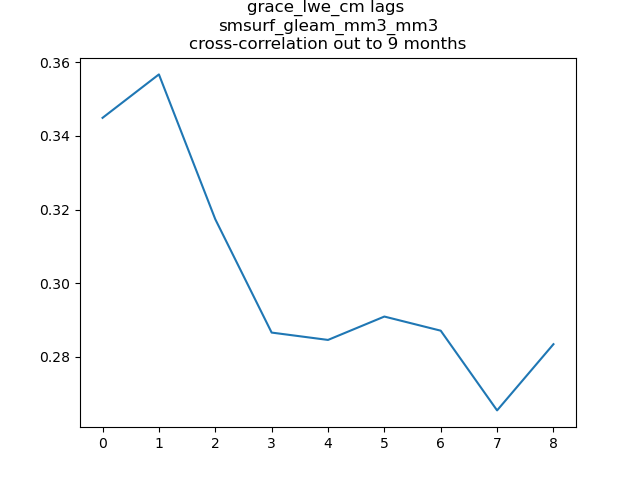 grace_lwe_cm lags
smsurf_gleam_mm3_mm3
cross-correlation out to 9 months
0.36
0.34
0.32
0.30
0.28
0 1 2 3 4 5 6 7 8